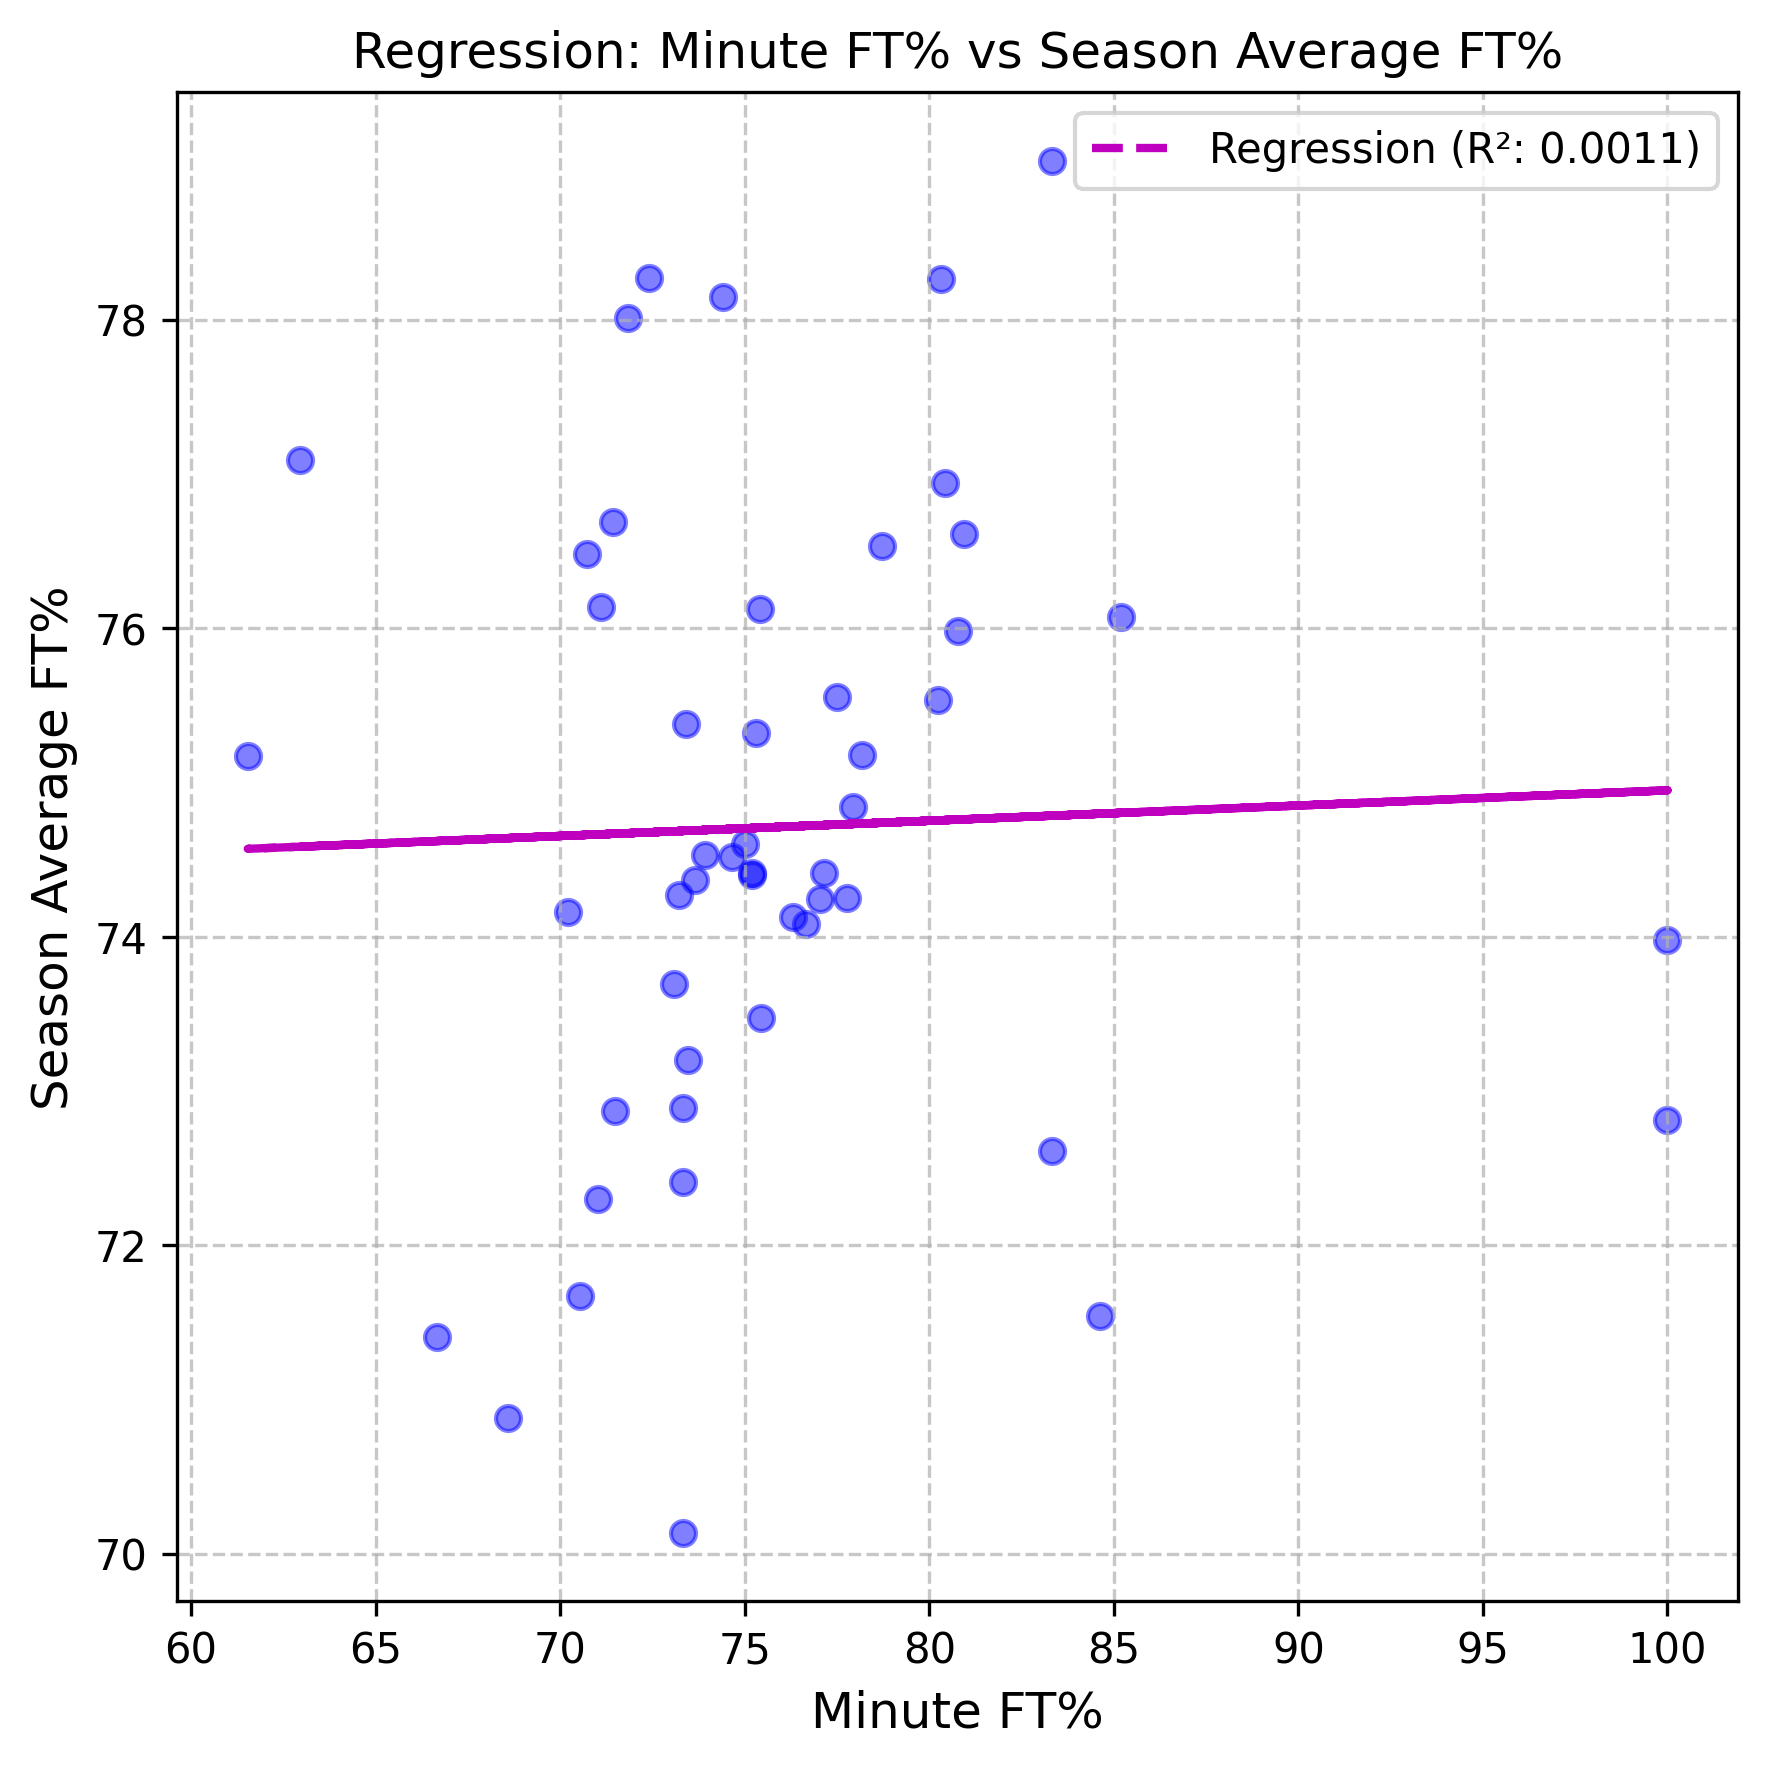 Regression: Minute FT% vs Season Average FT%
Regression (R²: 0.0011)
Season Average FT%
78
76
74
72
70
60 65 70 75 80 85 90 95 100
Minute FT%